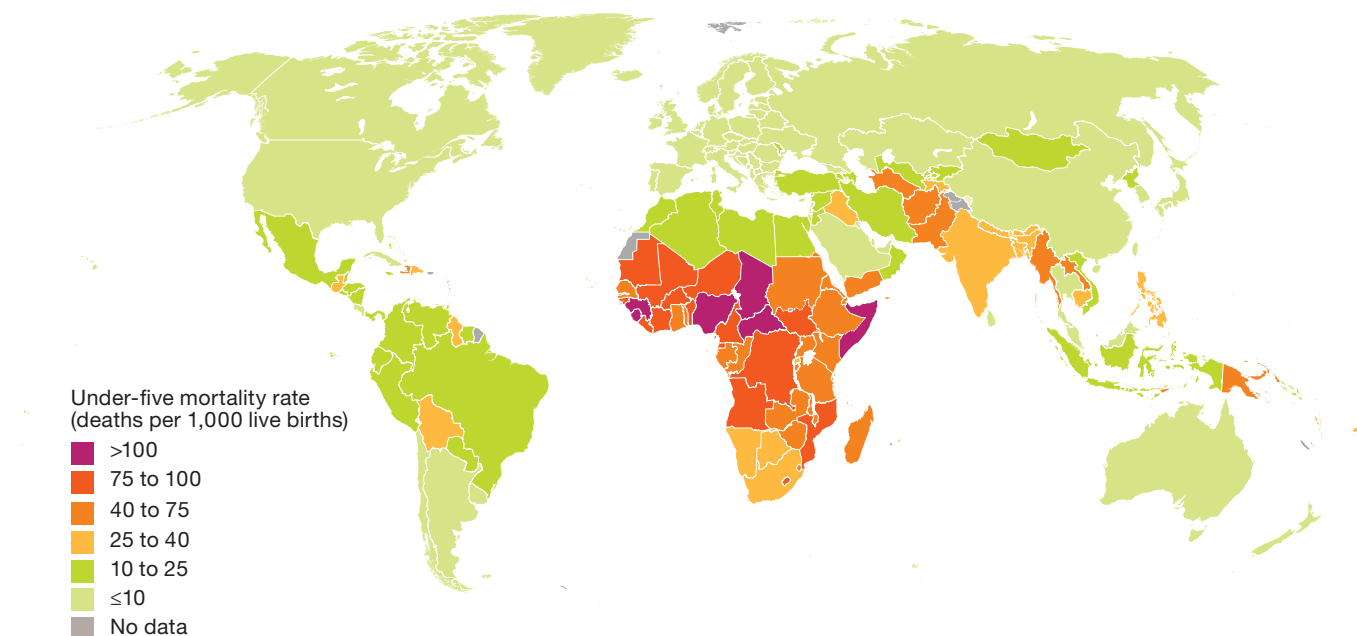 Under-five mortality rate
(deaths per 1,000 live births)
>100
75 to 100
40 to 75
25 to 40
10 to 25
≤10
No data